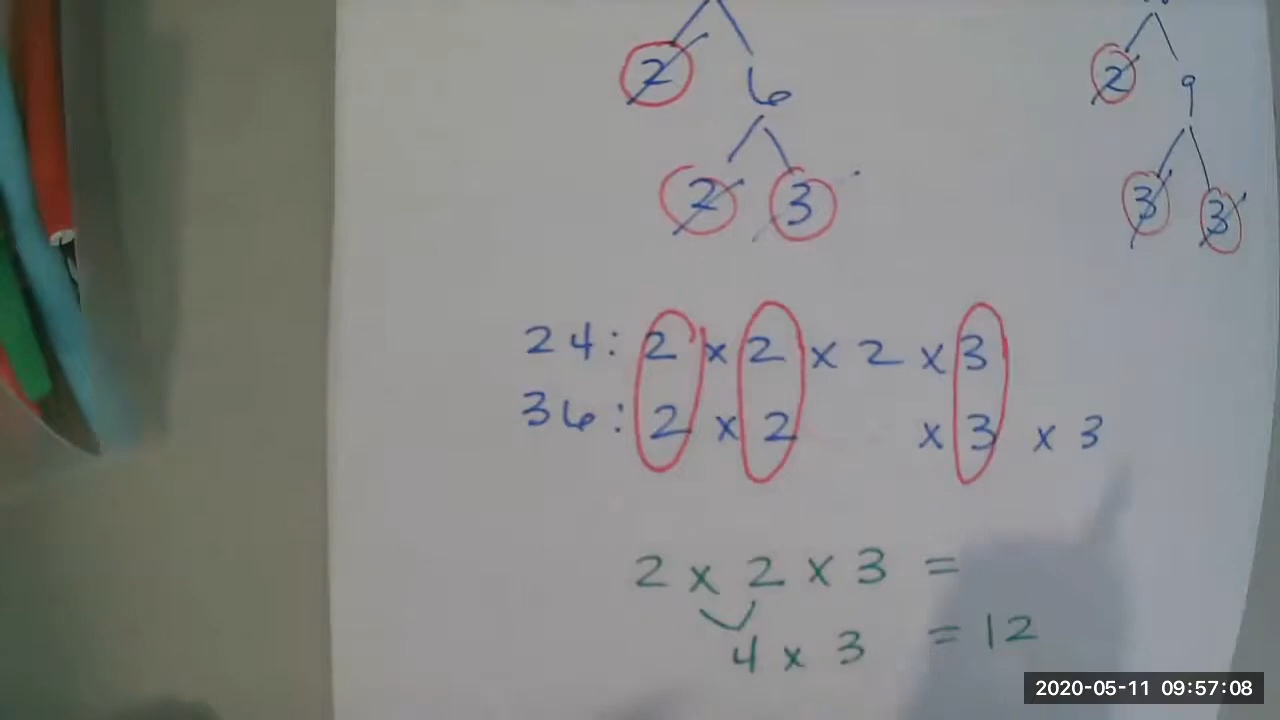 2 2
6 9
2 3 3 3
24: 2 x 2 x 2 x 3
36: 2 x 2 x 3 x 3
2 x 2 x 3 =
4 x 3 = 12
2020-05-11 09:57:08